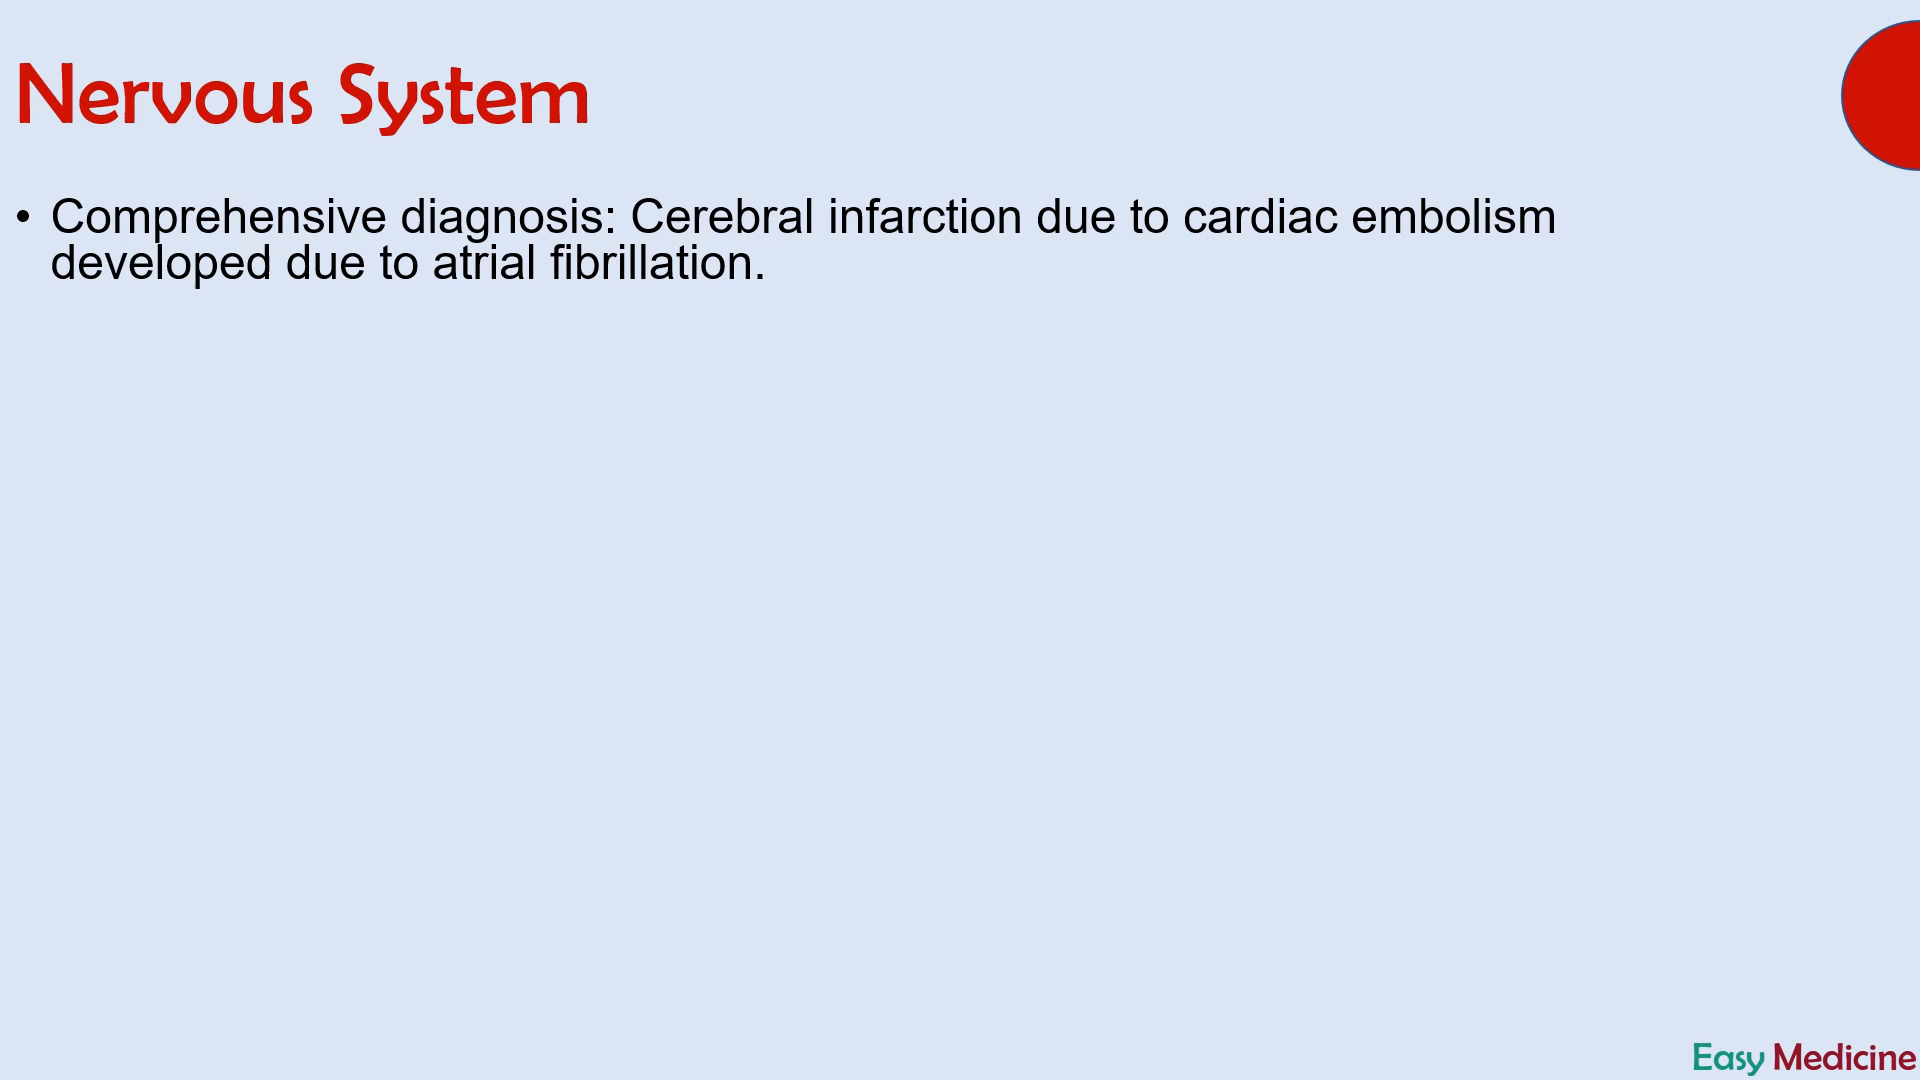 Nervous System
• Comprehensive diagnosis: Cerebral infarction due to cardiac embolism
developed due to atrial fibrillation.
Easy Medicine